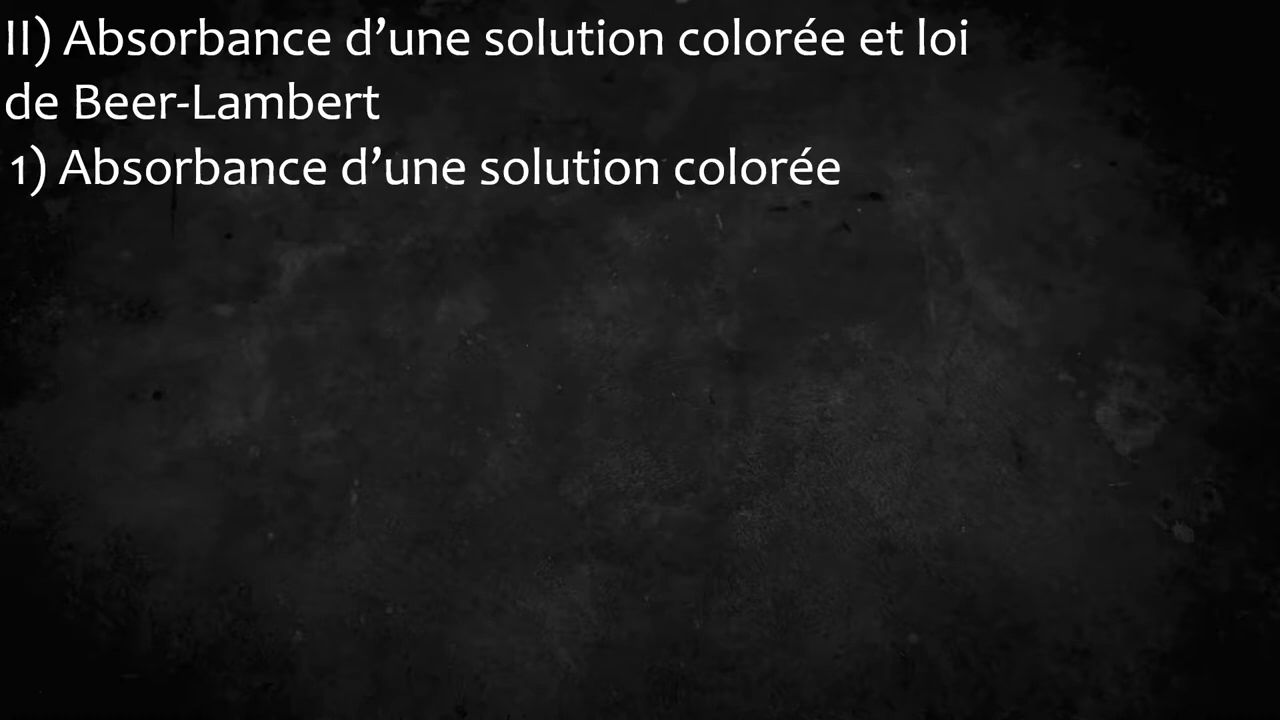 II) Absorbance d’une solution colorée et loi
de Beer-Lambert
1) Absorbance d’une solution colorée